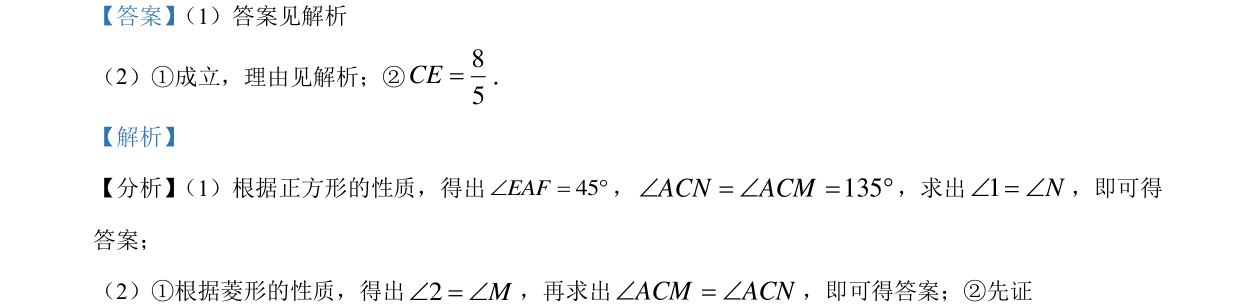 【答案】（1）答案见解析
（2）①成立，理由见解析；②CE = 8/5．
【解析】
【分析】（1）根据正方形的性质，得出∠EAF = 45°，∠ACN = ∠ACM = 135°，求出∠1 = ∠N，即可得
答案；
（2）①根据菱形的性质，得出∠2 = ∠M，再求出∠ACM = ∠ACN，即可得答案；②先证